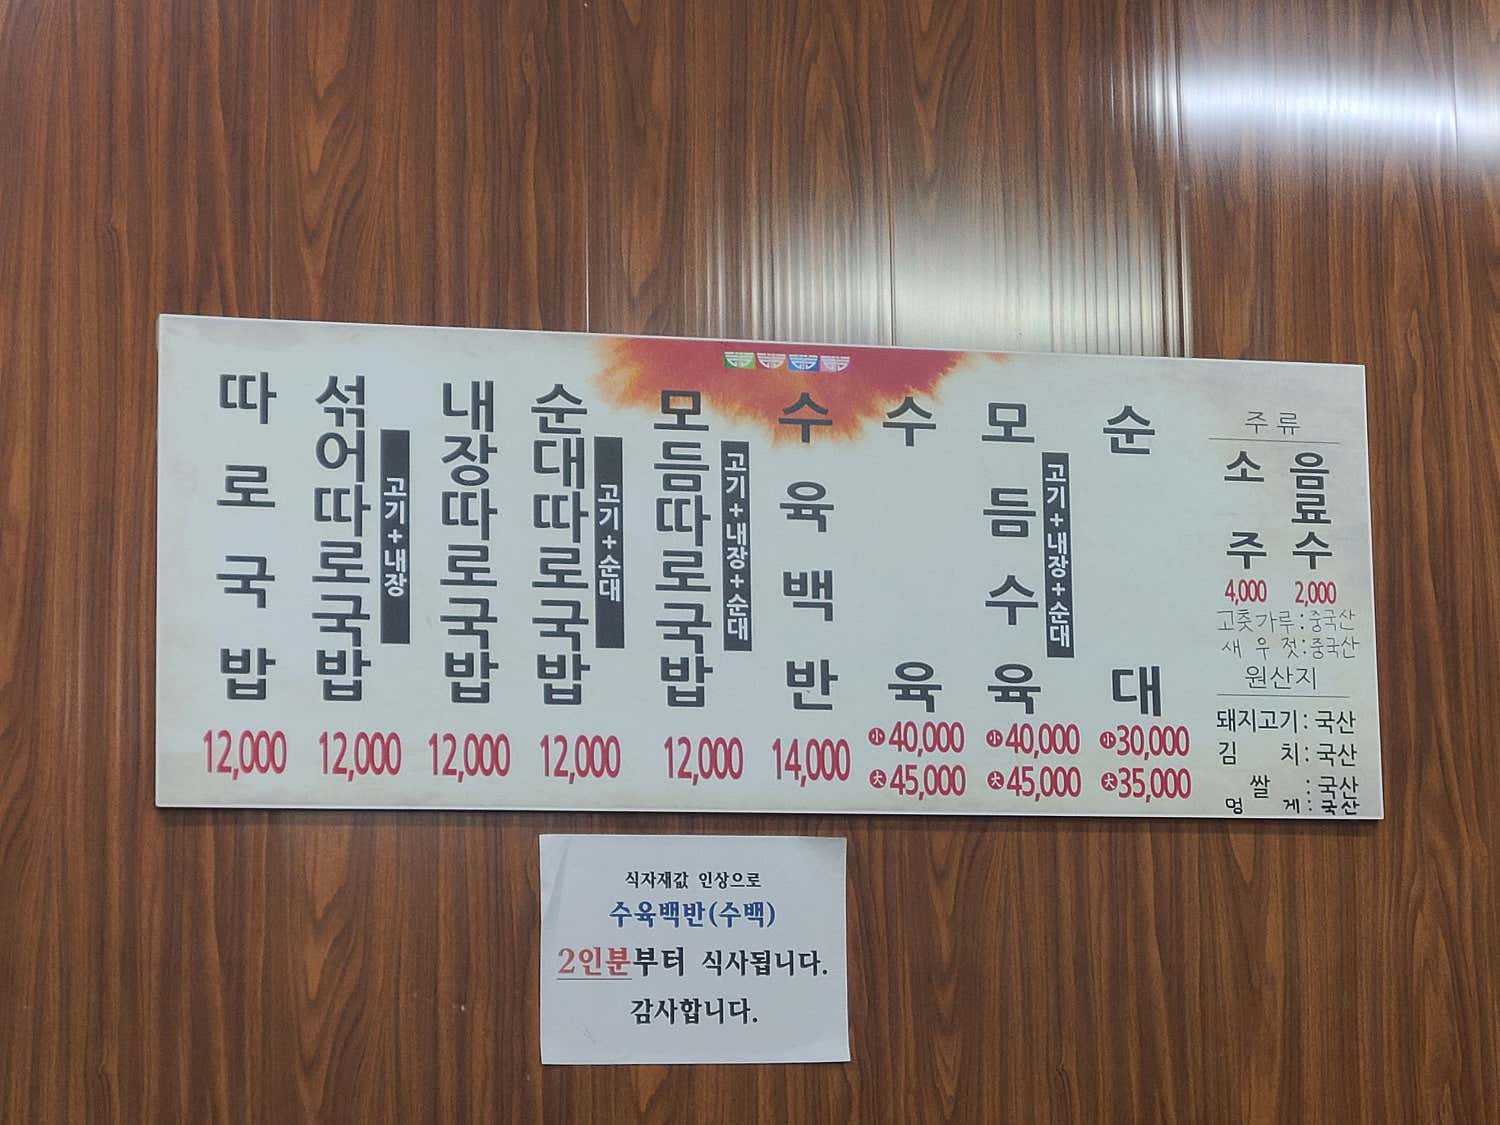 따로국밥
12,000
섞어따로국밥
고기+내장
12,000
내장따로국밥
12,000
순대따로국밥
고기+순대
12,000
모듬따로국밥
고기+내장+순대
12,000
수육백반
14,000
수육
小 40,000
大 45,000
모듬수육
고기+내장+순대
小 40,000
大 45,000
순대
小 30,000
大 35,000
주류
소주
4,000
음료수
2,000
고춧가루:중국산
새우젓:중국산
원산지
돼지고기:국산
김치:국산
쌀:국산
멍게:국산
식자재값 인상으로
수육백반(수백)
2인분부터 식사됩니다.
감사합니다.